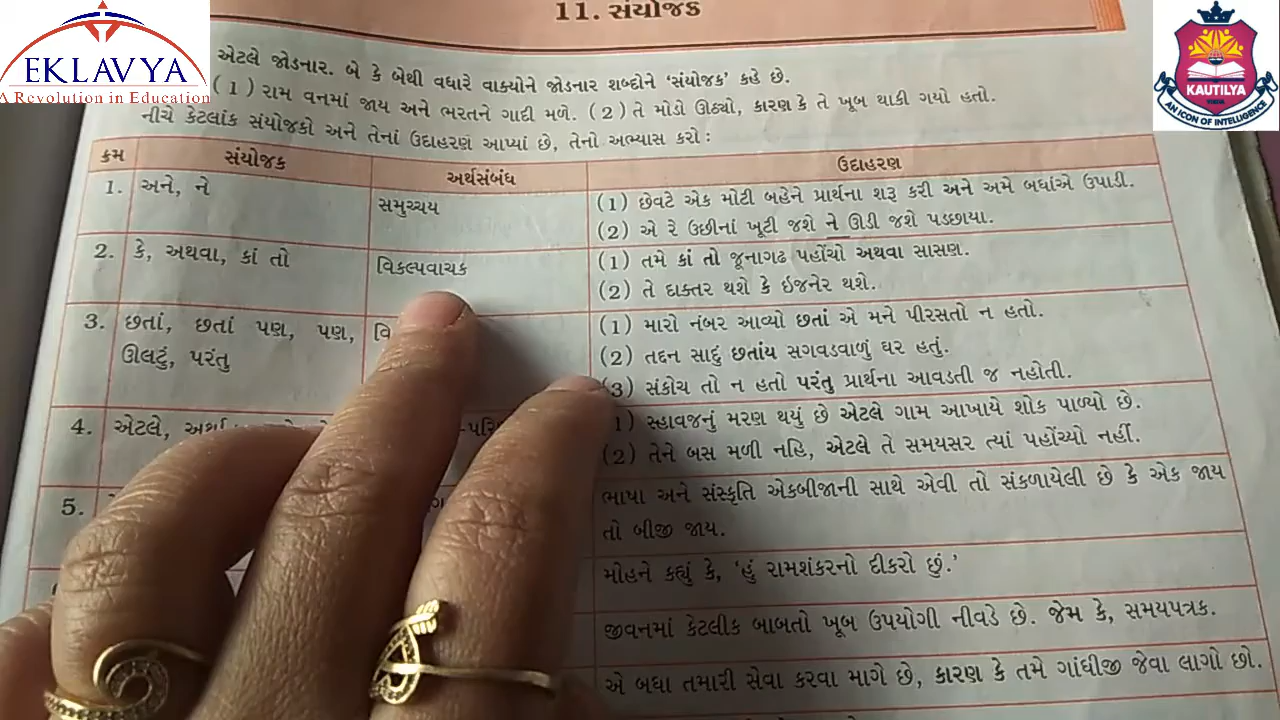 11. સંયોજક
EKLAVYA
A Revolution in Education
KAUTILYA
AN ICON OF INTELLIGENCE
એટલે જોડનાર. બે કે બેથી વધારે વાક્યોને જોડનાર શબ્દોને ‘સંયોજક’ કહે છે.
(1) રામ વનમાં જાય અને ભરતને ગાદી મળે. (2) તે મોડો ઊઠ્યો, કારણ કે તે ખૂબ થાકી ગયો હતો.
નીચે કેટલાંક સંયોજકો અને તેનાં ઉદાહરણ આપ્યાં છે, તેનો અભ્યાસ કરો :
ક્રમ સંયોજક અર્થસંબંધ ઉદાહરણ
1. અને, ને સમુચ્ચય (1) છેવટે એક મોટી બહેને પ્રાર્થના શરૂ કરી અને અમે બધાંએ ઉપાડી.
(2) એ રે ઉછીનાં ખૂટી જશે ને ઊડી જશે પડછાયા.
2. કે, અથવા, કાં તો વિકલ્પવાચક (1) તમે કાં તો જૂનાગઢ પહોંચો અથવા સાસણ.
(2) તે દાક્તર થશે કે ઇજનેર થશે.
3. છતાં, છતાં પણ, પણ, (1) મારો નંબર આવ્યો છતાં એ મને પીરસતો ન હતો.
ઊલટું, પરંતુ (2) તદ્દન સાદું છતાંય સગવડવાળું ઘર હતું.
(3) સંકોચ તો ન હતો પરંતુ પ્રાર્થના આવડતી જ નહોતી.
4. એટલે, 1) સ્હાવજનું મરણ થયું છે એટલે ગામ આખાયે શોક પાળ્યો છે.
(2) તેને બસ મળી નહિ, એટલે તે સમયસર ત્યાં પહોંચ્યો નહીં.
5. ભાષા અને સંસ્કૃતિ એકબીજાની સાથે એવી તો સંકળાયેલી છે કે એક જાય
તો બીજી જાય.
મોહને કહ્યું કે, ‘હું રામશંકરનો દીકરો છું.’
જીવનમાં કેટલીક બાબતો ખૂબ ઉપયોગી નીવડે છે. જેમ કે, સમયપત્રક.
એ બધા તમારી સેવા કરવા માગે છે, કારણ કે તમે ગાંધીજી જેવા લાગો છો.